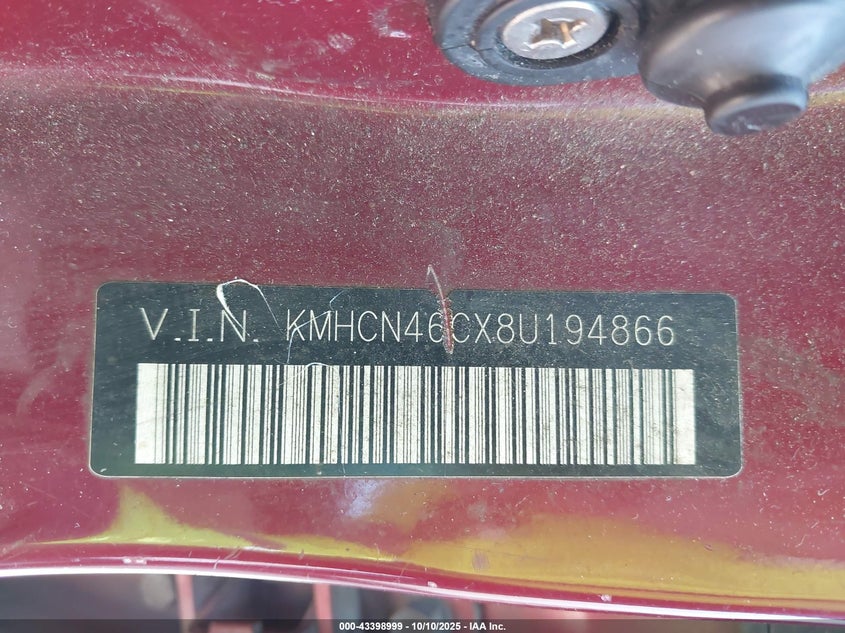 V.I.N. KMHCN46CX8U194866
000-43398999 - 10/10/2025 - IAA Inc.